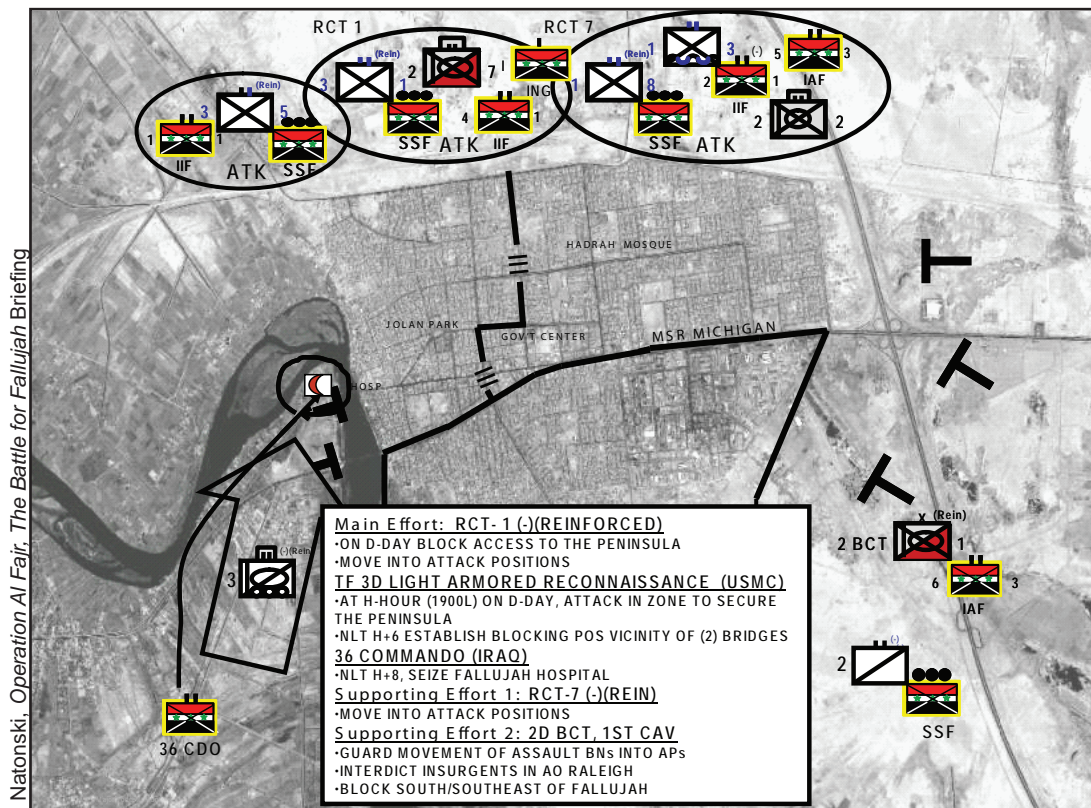 RCT 1
RCT 7
(Rein)
3
5
1
1
IIF
ATK
SSF
(Rein)
3
1
SSF
2
7
ATK
4
1
IIF
I
ING
(Rein)
1
8
SSF
1
3
(-)
2
1
IIF
ATK
5
3
IAF
2
2
HADRAH MOSQUE
JOLAN PARK
GOV'T CENTER
MSR MICHIGAN
HOSP
Natonski, Operation Al Fajr, The Battle for Fallujah Briefing
3
(-)(Rein)
36 CDO
x
(Rein)
2 BCT
1
6
3
IAF
(-)
2
SSF
Main Effort: RCT-1 (-)(REINFORCED)
•ON D-DAY BLOCK ACCESS TO THE PENINSULA
•MOVE INTO ATTACK POSITIONS
TF 3D LIGHT ARMORED RECONNAISSANCE (USMC)
•AT H-HOUR (1900L) ON D-DAY, ATTACK IN ZONE TO SECURE
THE PENINSULA
•NLT H+6 ESTABLISH BLOCKING POS VICINITY OF (2) BRIDGES
36 COMMANDO (IRAQ)
•NLT H+8, SEIZE FALLUJAH HOSPITAL
Supporting Effort 1: RCT-7 (-)(REIN)
•MOVE INTO ATTACK POSITIONS
Supporting Effort 2: 2D BCT, 1ST CAV
•GUARD MOVEMENT OF ASSAULT BNs INTO APs
•INTERDICT INSURGENTS IN AO RALEIGH
•BLOCK SOUTH/SOUTHEAST OF FALLUJAH